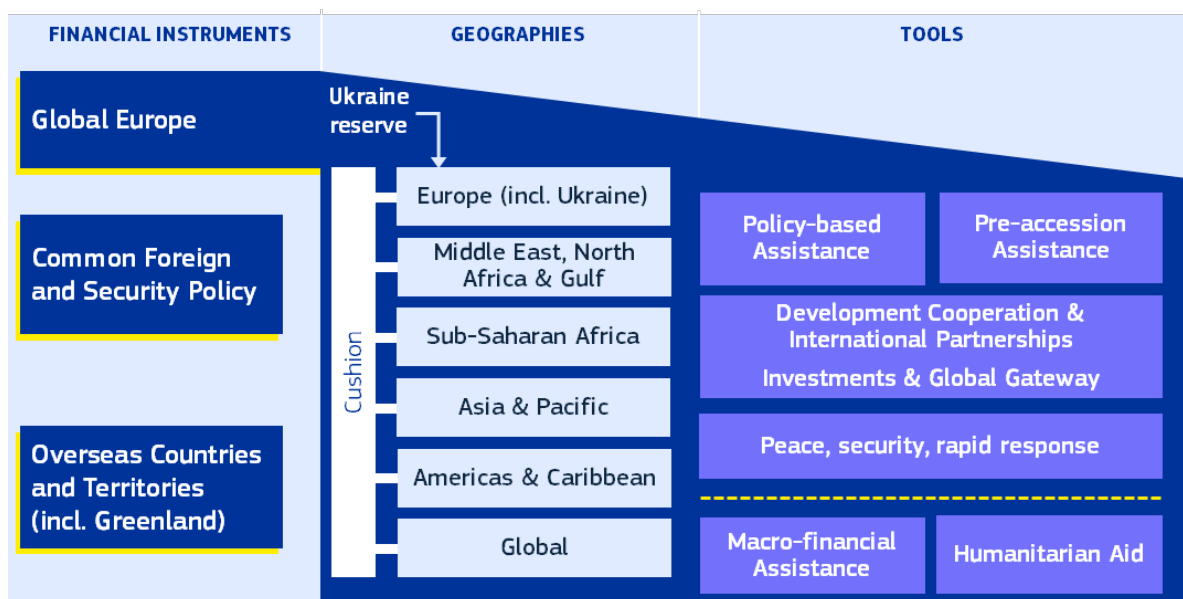 FINANCIAL INSTRUMENTS
GEOGRAPHIES
TOOLS
Global Europe
Common Foreign
and Security Policy
Overseas Countries
and Territories
(incl. Greenland)
Ukraine
reserve
Cushion
Europe (incl. Ukraine)
Middle East, North
Africa & Gulf
Sub-Saharan Africa
Asia & Pacific
Americas & Caribbean
Global
Policy-based
Assistance
Pre-accession
Assistance
Development Cooperation &
International Partnerships
Investments & Global Gateway
Peace, security, rapid response
Macro-financial
Assistance
Humanitarian Aid